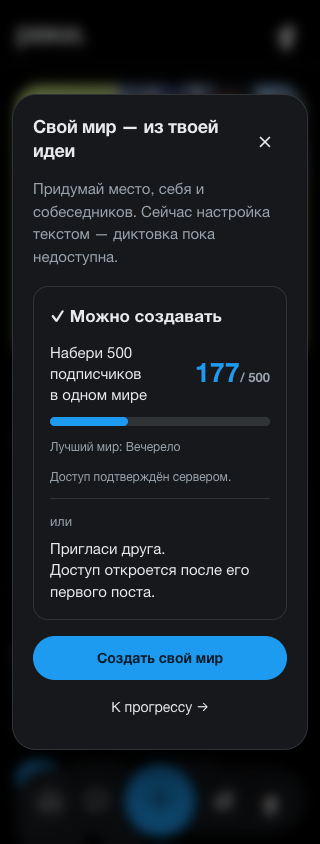 Свой мир — из твоей
идеи
Придумай место, себя и
собеседников. Сейчас настройка
текстом — диктовка пока
недоступна.
✓ Можно создавать
Набери 500
подписчиков
в одном мире
177 / 500
Лучший мир: Вечерело
Доступ подтверждён сервером.
или
Пригласи друга.
Доступ откроется после его
первого поста.
Создать свой мир
К прогрессу →